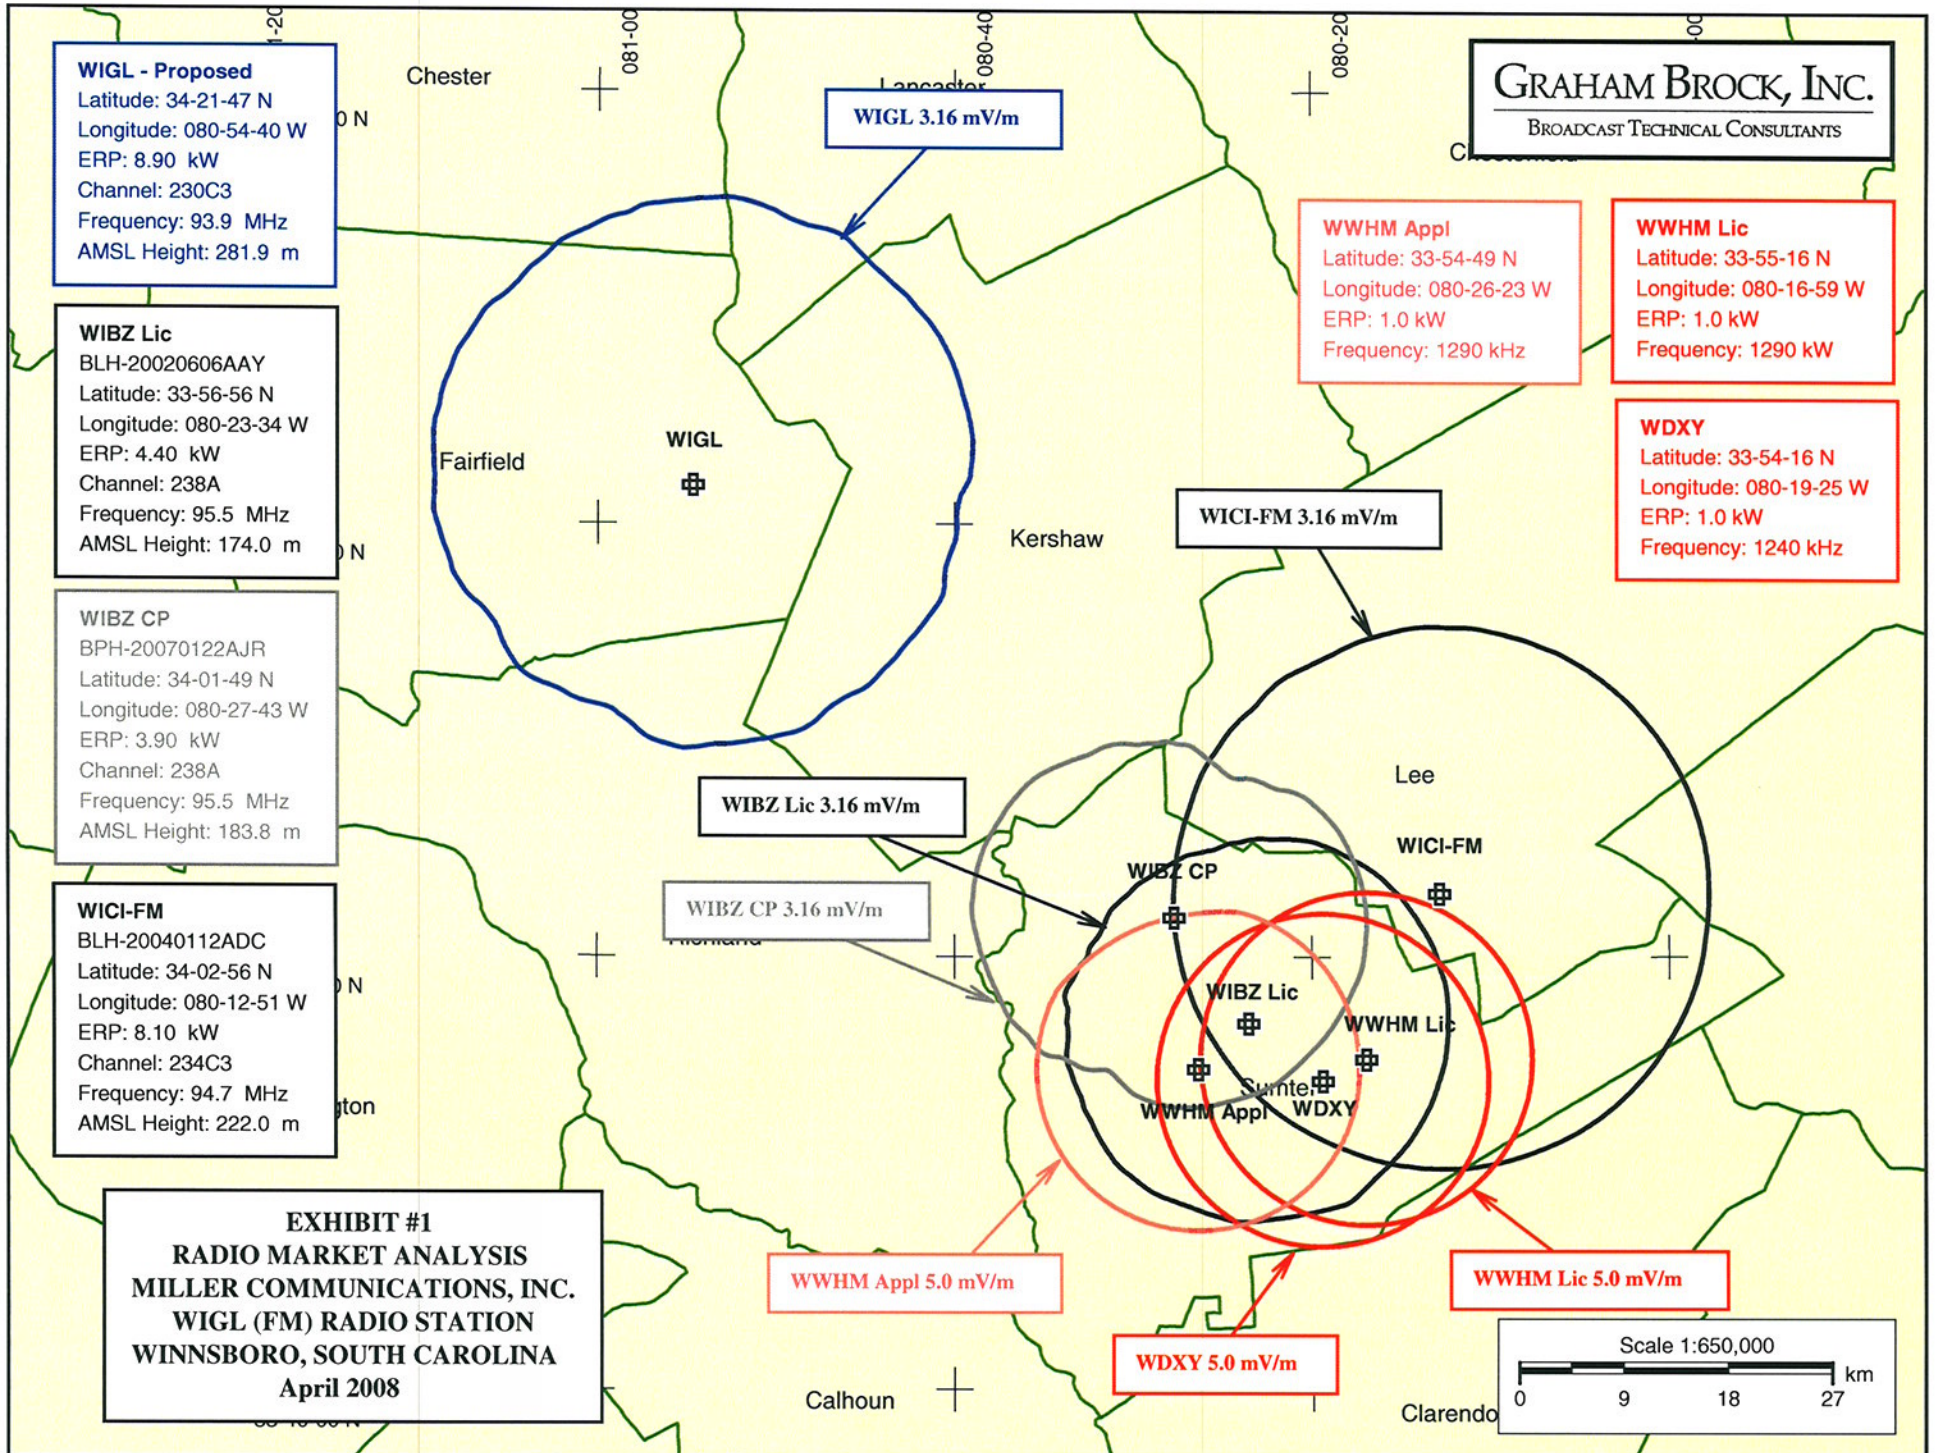 1-20
081-00
080-40
080-20
-00
Chester
Lancaster
GRAHAM BROCK, INC.
BROADCAST TECHNICAL CONSULTANTS
WIGL - Proposed
Latitude: 34-21-47 N
Longitude: 080-54-40 W
ERP: 8.90 kW
Channel: 230C3
Frequency: 93.9 MHz
AMSL Height: 281.9 m
0 N
WIGL 3.16 mV/m
Chesterfield
WWHM Appl
Latitude: 33-54-49 N
Longitude: 080-26-23 W
ERP: 1.0 kW
Frequency: 1290 kHz
WWHM Lic
Latitude: 33-55-16 N
Longitude: 080-16-59 W
ERP: 1.0 kW
Frequency: 1290 kW
WIBZ Lic
BLH-20020606AAY
Latitude: 33-56-56 N
Longitude: 080-23-34 W
ERP: 4.40 kW
Channel: 238A
Frequency: 95.5 MHz
AMSL Height: 174.0 m
0 N
WDXY
Latitude: 33-54-16 N
Longitude: 080-19-25 W
ERP: 1.0 kW
Frequency: 1240 kHz
WIGL
Fairfield
Kershaw
WICI-FM 3.16 mV/m
WIBZ CP
BPH-20070122AJR
Latitude: 34-01-49 N
Longitude: 080-27-43 W
ERP: 3.90 kW
Channel: 238A
Frequency: 95.5 MHz
AMSL Height: 183.8 m
Lee
WIBZ Lic 3.16 mV/m
WICI-FM
WIBZ CP
WIBZ CP 3.16 mV/m
Richland
WICI-FM
BLH-20040112ADC
Latitude: 34-02-56 N
Longitude: 080-12-51 W
ERP: 8.10 kW
Channel: 234C3
Frequency: 94.7 MHz
AMSL Height: 222.0 m
0 N
gton
WIBZ Lic
WWHM Lic
Sumter
WWHM Appl
WDXY
EXHIBIT #1
RADIO MARKET ANALYSIS
MILLER COMMUNICATIONS, INC.
WIGL (FM) RADIO STATION
WINNSBORO, SOUTH CAROLINA
April 2008
WWHM Appl 5.0 mV/m
WWHM Lic 5.0 mV/m
WDXY 5.0 mV/m
Calhoun
Clarendo
Scale 1:650,000
km
0 9 18 27